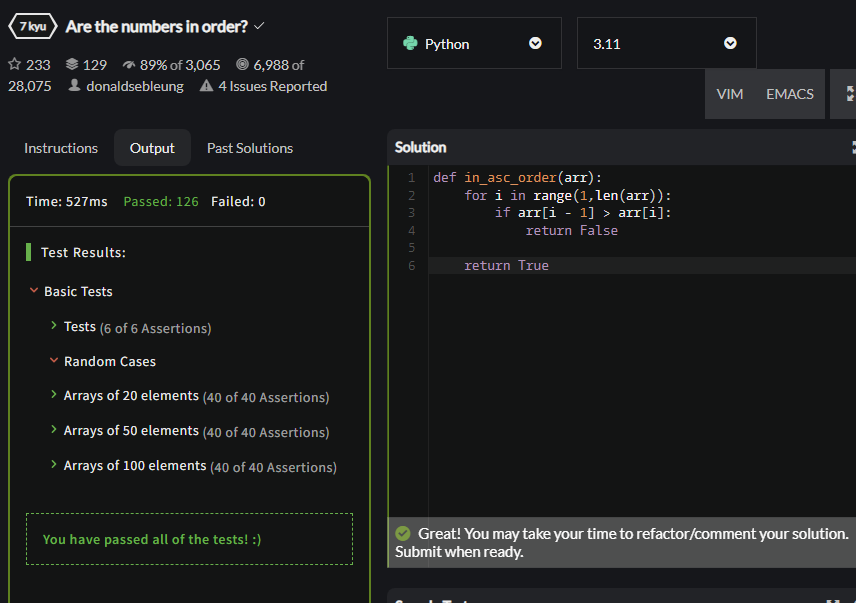 7 kyu Are the numbers in order?
233 129 89% of 3,065 6,988 of
28,075 donaldsebleung 4 Issues Reported
Python 3.11
VIM EMACS
Instructions Output Past Solutions
Time: 527ms Passed: 126 Failed: 0
Test Results:
Basic Tests
Tests (6 of 6 Assertions)
Random Cases
Arrays of 20 elements (40 of 40 Assertions)
Arrays of 50 elements (40 of 40 Assertions)
Arrays of 100 elements (40 of 40 Assertions)
You have passed all of the tests! :)
Solution
1 def in_asc_order(arr):
2 for i in range(1,len(arr)):
3 if arr[i - 1] > arr[i]:
4 return False
5
6 return True
Great! You may take your time to refactor/comment your solution.
Submit when ready.